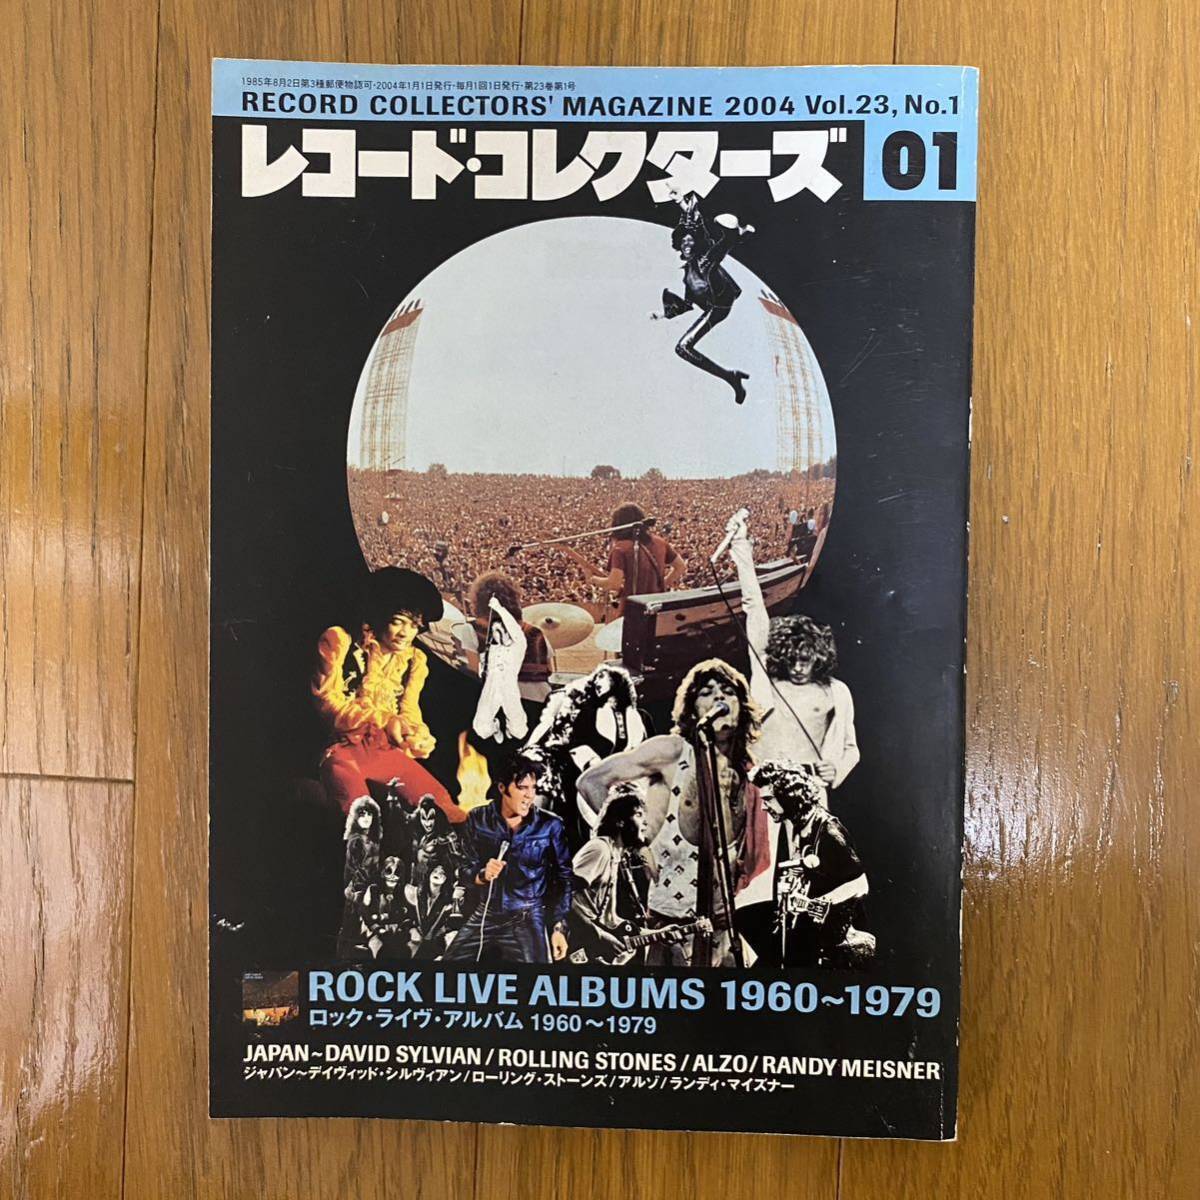 1985年8月2日第3種郵便物認可・2004年1月1日発行・毎月1回1日発行・第23巻第1号
RECORD COLLECTORS' MAGAZINE 2004 Vol.23, No.1
レコード・コレクターズ
01
ROCK LIVE ALBUMS 1960~1979
ロック・ライヴ・アルバム 1960〜1979
JAPAN~DAVID SYLVIAN/ROLLING STONES/ALZO/RANDY MEISNER
ジャパン〜デイヴィッド・シルヴィアン/ローリング・ストーンズ/アルゾ/ランディ・マイズナー